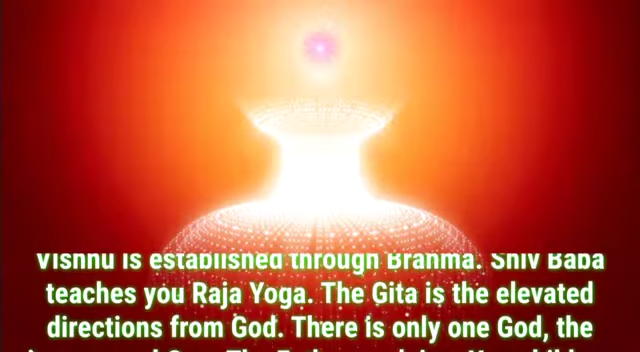 Vishnu is established through Brahma. Shiv Baba
teaches you Raja Yoga. The Gita is the elevated
directions from God. There is only one God, the